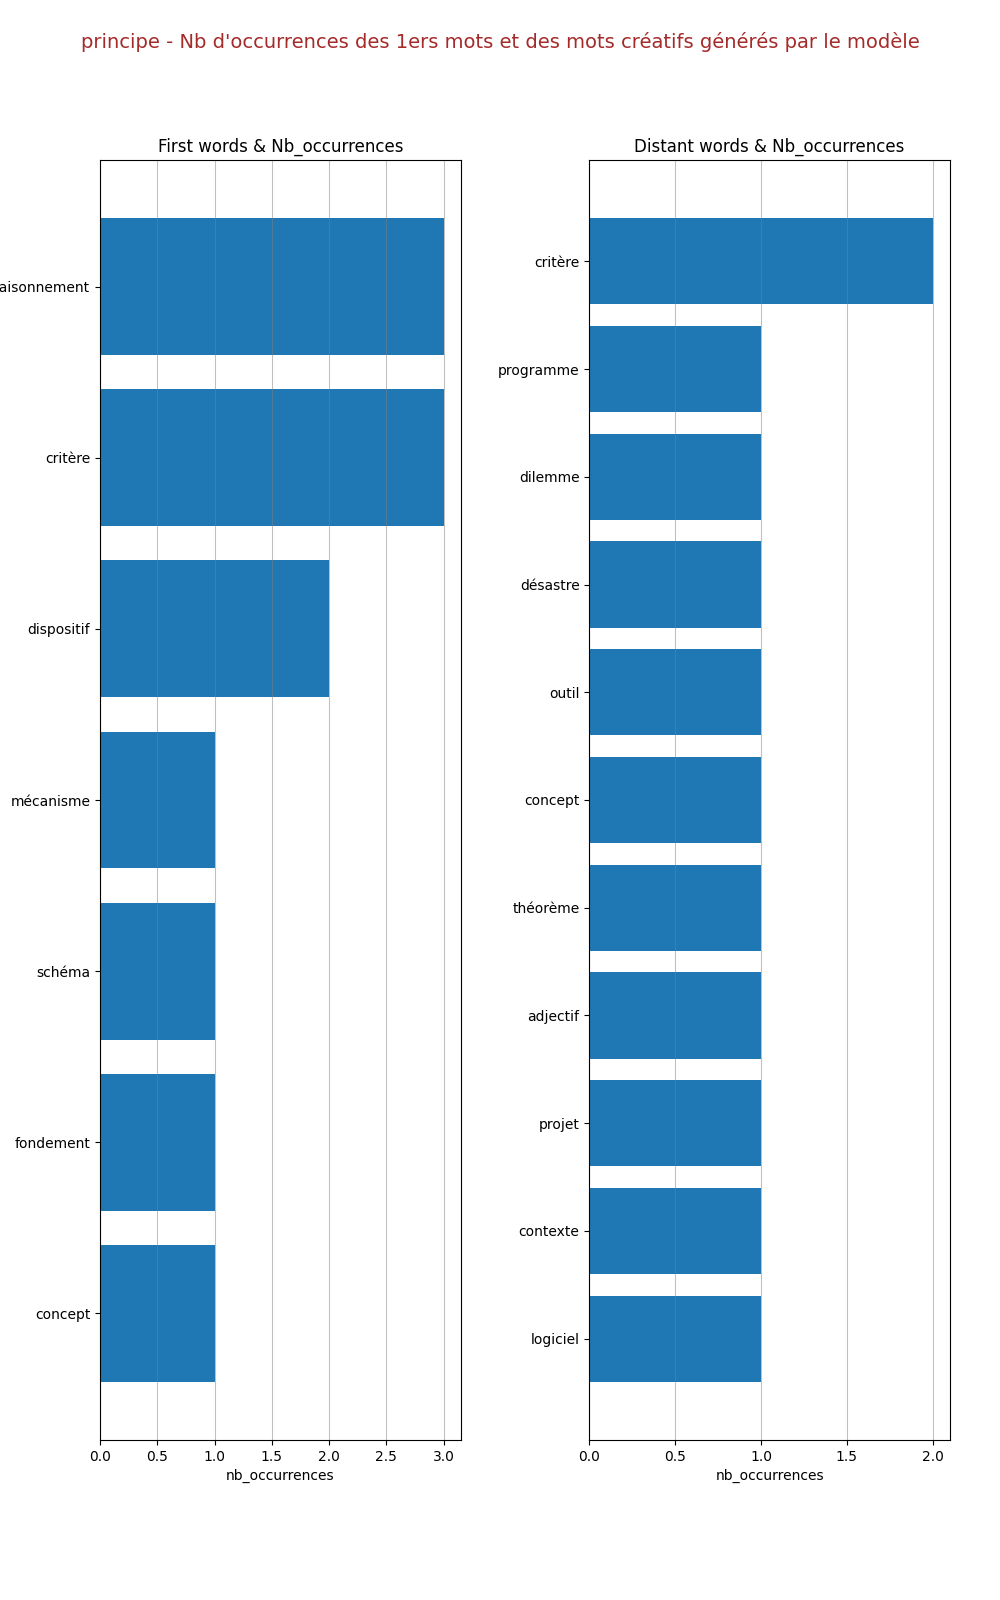 principe - Nb d'occurrences des 1ers mots et des mots créatifs générés par le modèle
First words & Nb_occurrences
aisonnement
critère
dispositif
mécanisme
schéma
fondement
concept
0.0 0.5 1.0 1.5 2.0 2.5 3.0
nb_occurrences
Distant words & Nb_occurrences
critère
programme
dilemme
désastre
outil
concept
théorème
adjectif
projet
contexte
logiciel
0.0 0.5 1.0 1.5 2.0
nb_occurrences